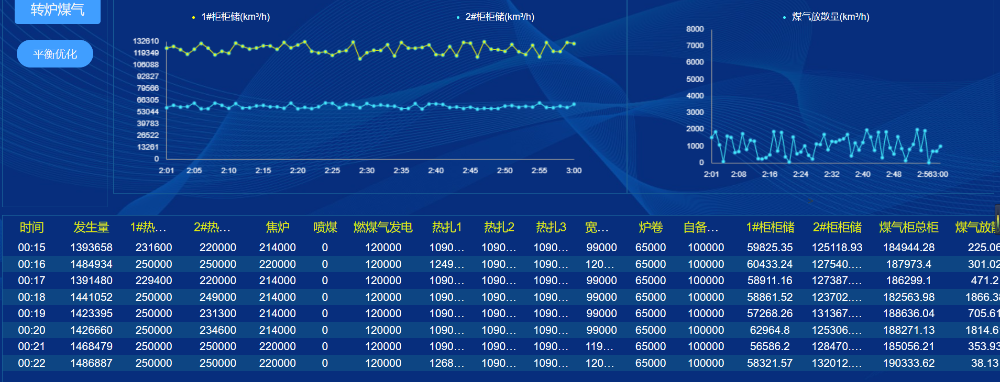 转炉煤气
平衡优化
1#柜柜储(km³/h)
2#柜柜储(km³/h)
132610
119349
106088
92827
79566
66305
53044
39783
26522
13261
0
2:01 2:05 2:10 2:15 2:20 2:25 2:30 2:35 2:40 2:45 2:50 2:55 3:00
煤气放散量(km³/h)
8000
7000
6000
5000
4000
3000
2000
1000
0
2:01 2:08 2:16 2:24 2:32 2:40 2:48 2:56 3:00
时间 发生量 1#热… 2#热… 焦炉 喷煤 燃煤气发电 热扎1 热扎2 热扎3 宽… 炉卷 自备… 1#柜柜储 2#柜柜储 煤气柜总柜 煤气放散
00:15 1393658 231600 220000 214000 0 120000 1090… 1090… 1090… 99000 65000 100000 59825.35 125118.93 184944.28 225.06
00:16 1484934 250000 250000 220000 0 120000 1249… 1090… 1090… 120… 65000 100000 60433.24 127540.… 187973.4 301.02
00:17 1391480 229400 220000 214000 0 120000 1090… 1090… 1090… 99000 65000 100000 58911.16 127387.… 186299.1 471.2
00:18 1441052 250000 249000 214000 0 120000 1090… 1090… 1090… 99000 65000 100000 58861.52 123702.… 182563.98 1866.38
00:19 1423395 250000 231300 214000 0 120000 1090… 1090… 1090… 99000 65000 100000 57268.26 131367.… 188636.04 705.61
00:20 1426660 250000 234600 214000 0 120000 1090… 1090… 1090… 99000 65000 100000 62964.8 125306.… 188271.13 1814.6
00:21 1468479 250000 250000 220000 0 120000 1090… 1090… 1090… 119… 65000 100000 56586.2 128470.… 185056.21 353.93
00:22 1486887 250000 250000 220000 0 120000 1268… 1090… 1090… 120… 65000 100000 58321.57 132012.… 190333.62 38.13